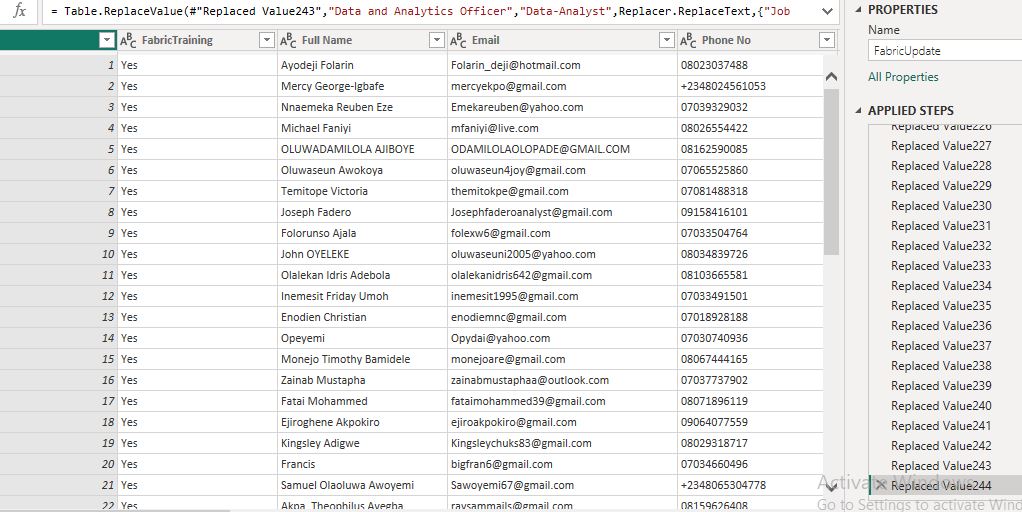 fx = Table.ReplaceValue(#"Replaced Value243","Data and Analytics Officer","Data-Analyst",Replacer.ReplaceText,{"Job
FabricTraining Full Name Email Phone No
1 Yes Ayodeji Folarin Folarin_deji@hotmail.com 08023037488
2 Yes Mercy George-Igbafe mercyekpo@gmail.com +2348024561053
3 Yes Nnaemeka Reuben Eze Emekareuben@yahoo.com 07039329032
4 Yes Michael Faniyi mfaniyi@live.com 08026554422
5 Yes OLUWADAMILOLA AJIBOYE ODAMILOLAOLOPADE@GMAIL.COM 08162590085
6 Yes Oluwaseun Awokoya oluwaseun4joy@gmail.com 07065525860
7 Yes Temitope Victoria themitokpe@gmail.com 07081488318
8 Yes Joseph Fadero Josephfaderoanalyst@gmail.com 09158416101
9 Yes Folorunso Ajala folexw6@gmail.com 07033504764
10 Yes John OYELEKE oluwaseuni2005@yahoo.com 08034839726
11 Yes Olalekan Idris Adebola olalekanidris642@gmail.com 08103665581
12 Yes Inemesit Friday Umoh inemesit1995@gmail.com 07033491501
13 Yes Enodien Christian enodiemnc@gmail.com 07018928188
14 Yes Opeyemi Opydai@yahoo.com 07030740936
15 Yes Monejo Timothy Bamidele monejoare@gmail.com 08067444165
16 Yes Zainab Mustapha zainabmustaphaa@outlook.com 07037737902
17 Yes Fatai Mohammed fataimohammed39@gmail.com 08071896119
18 Yes Ejiroghene Akpokiro ejiroakpokiro@gmail.com 09064077559
19 Yes Kingsley Adigwe Kingsleychuks83@gmail.com 08029318717
20 Yes Francis bigfran6@gmail.com 07034660496
21 Yes Samuel Olaoluwa Awoyemi Sawoyemi67@gmail.com +2348065304778
22 Yes Akpa Theophilus Ayegba raysammails@gmail.com 08159626408
PROPERTIES
Name
FabricUpdate
All Properties
APPLIED STEPS
Replaced Value226
Replaced Value227
Replaced Value228
Replaced Value229
Replaced Value230
Replaced Value231
Replaced Value232
Replaced Value233
Replaced Value234
Replaced Value235
Replaced Value236
Replaced Value237
Replaced Value238
Replaced Value239
Replaced Value240
Replaced Value241
Replaced Value242
Replaced Value243
Replaced Value244
Activate Windows
Go to Settings to activate Wind